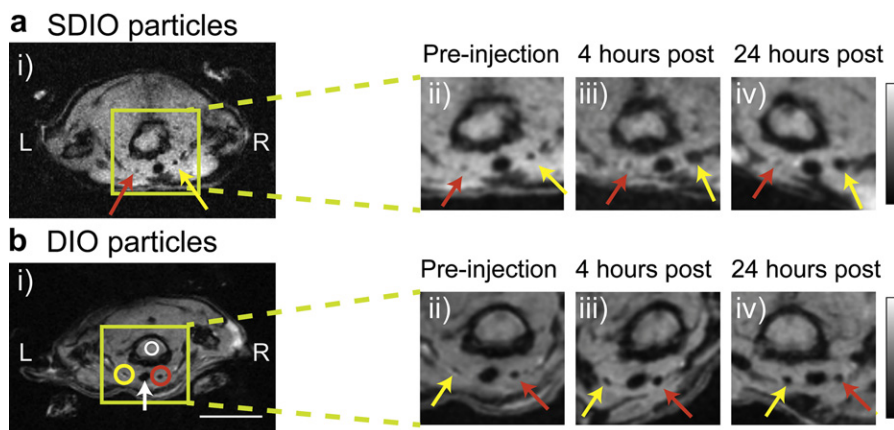 a SDIO particles
i)
L
R
Pre-injection 4 hours post 24 hours post
ii) iii) iv)
b DIO particles
i)
L
R
Pre-injection 4 hours post 24 hours post
ii) iii) iv)